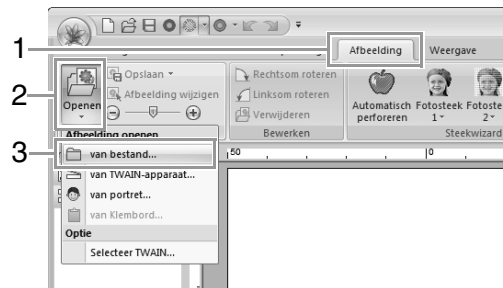 1
Afbeelding Weergave
2
Openen
Opslaan
Afbeelding wijzigen
Rechtsom roteren
Linksom roteren
Verwijderen
Bewerken
Automatisch perforeren
Fotosteek 1
2
Steekwizard
Afbeelding openen
3
van bestand...
van TWAIN-apparaat...
van portret...
van Klembord...
Optie
Selecteer TWAIN...
50
0